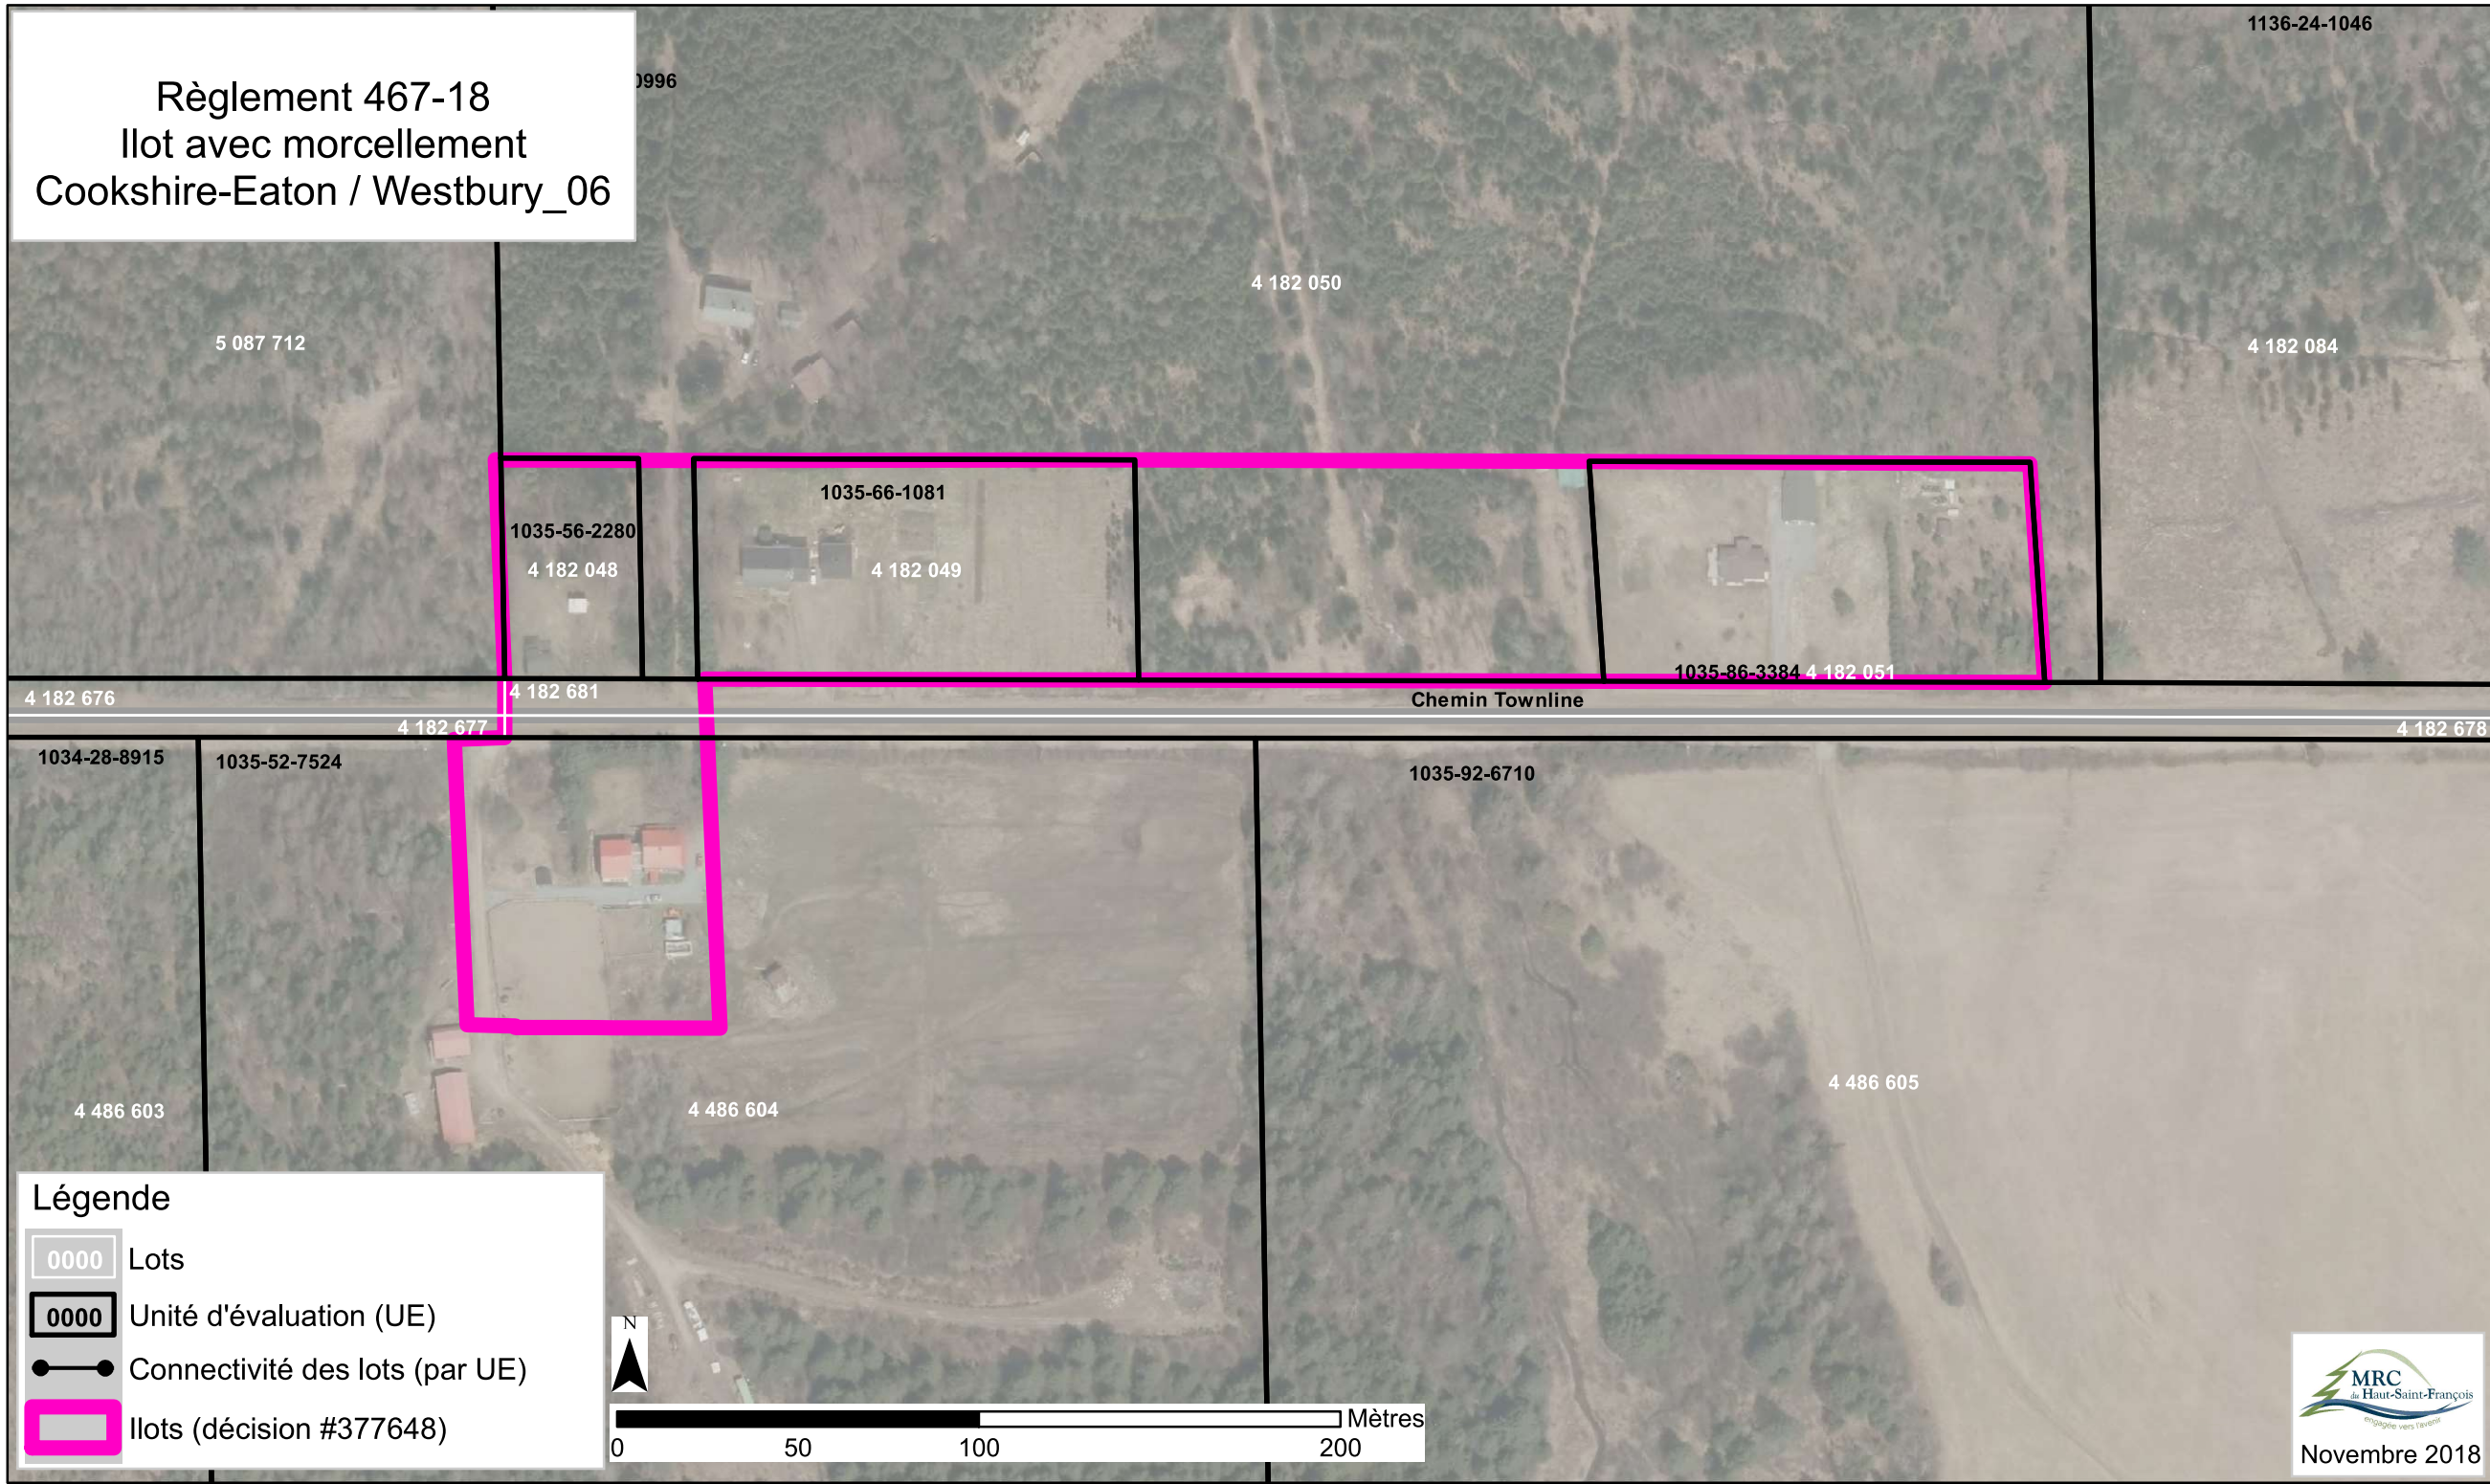 Règlement 467-18
Ilot avec morcellement
Cookshire-Eaton / Westbury_06
0996
1136-24-1046
4 182 050
5 087 712
4 182 084
1035-66-1081
1035-56-2280
4 182 048
4 182 049
1035-86-3384 4 182 051
4 182 676
4 182 681
Chemin Townline
4 182 677
4 182 678
1034-28-8915
1035-52-7524
1035-92-6710
4 486 605
4 486 603
4 486 604
Légende
0000 Lots
0000 Unité d'évaluation (UE)
Connectivité des lots (par UE)
Ilots (décision #377648)
N
Mètres
0 50 100 200
MRC
du Haut-Saint-François
engagée vers l'avenir
Novembre 2018